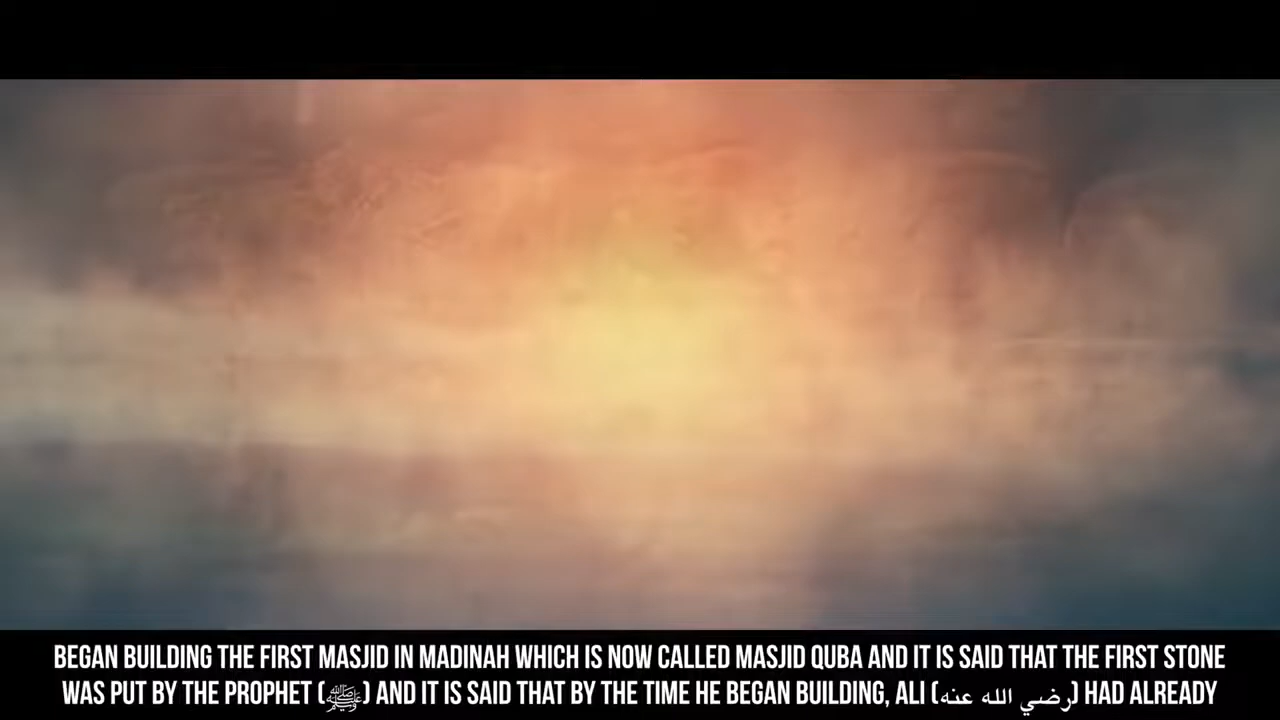 BEGAN BUILDING THE FIRST MASJID IN MADINAH WHICH IS NOW CALLED MASJID QUBA AND IT IS SAID THAT THE FIRST STONE
WAS PUT BY THE PROPHET (ﷺ) AND IT IS SAID THAT BY THE TIME HE BEGAN BUILDING, ALI (رضي الله عنه) HAD ALREADY